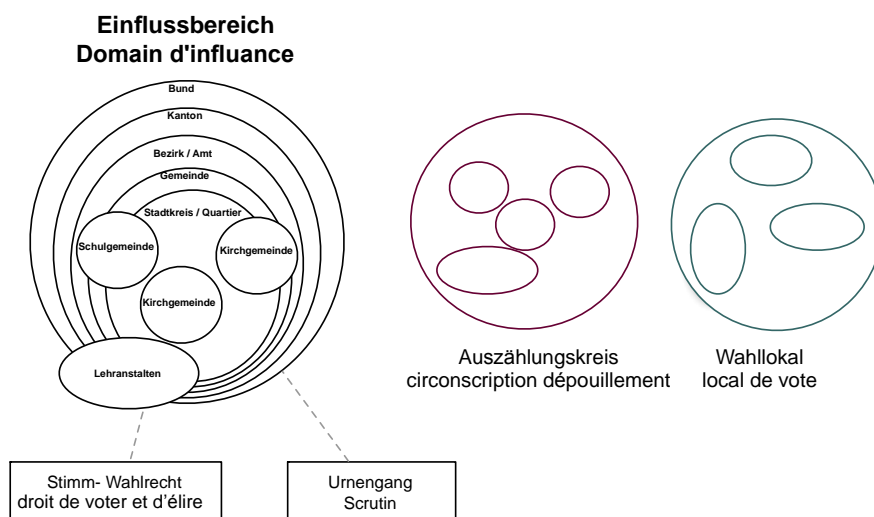 Einflussbereich
Domain d'influance
Bund
Kanton
Bezirk / Amt
Gemeinde
Stadtkreis / Quartier
Schulgemeinde
Kirchgemeinde
Kirchgemeinde
Lehranstalten
Auszählungskreis
circonscription dépouillement
Wahllokal
local de vote
Stimm- Wahlrecht
droit de voter et d’élire
Urnengang
Scrutin